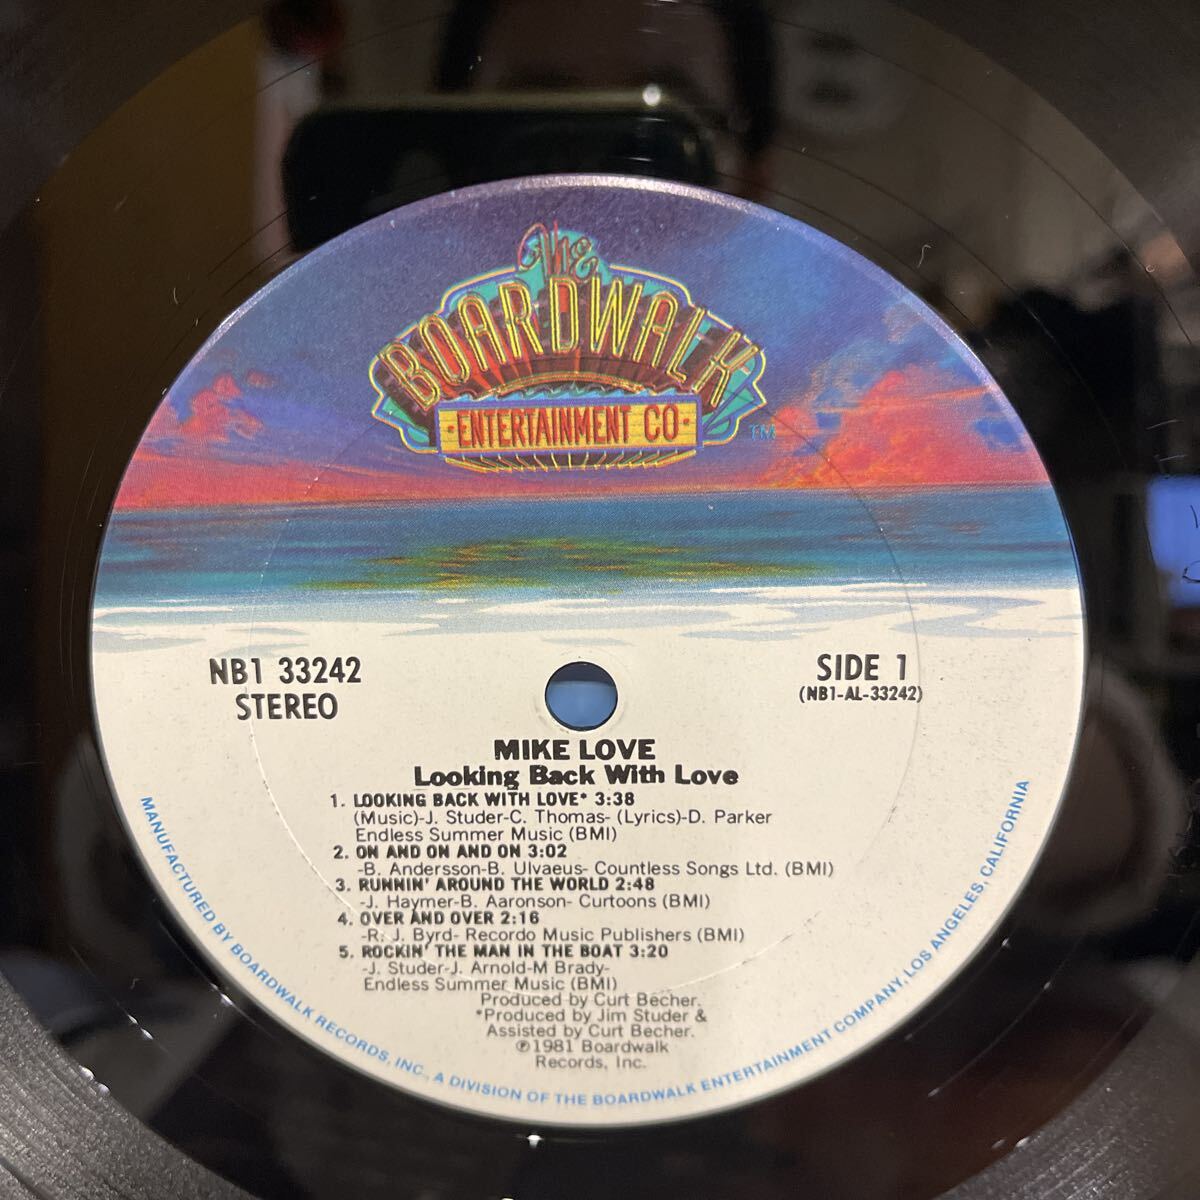 The
BOARDWALK
·ENTERTAINMENT CO·
TM
NB1 33242
STEREO
SIDE 1
(NB1-AL-33242)
MIKE LOVE
Looking Back With Love
1. LOOKING BACK WITH LOVE* 3:38
(Music)-J. Studer-C. Thomas- (Lyrics)-D. Parker
Endless Summer Music (BMI)
2. ON AND ON AND ON 3:02
-B. Andersson-B. Ulvaeus- Countless Songs Ltd. (BMI)
3. RUNNIN' AROUND THE WORLD 2:48
-J. Haymer-B. Aaronson- Curtoons (BMI)
4. OVER AND OVER 2:16
-R. J. Byrd- Recordo Music Publishers (BMI)
5. ROCKIN' THE MAN IN THE BOAT 3:20
-J. Studer-J. Arnold-M Brady-
Endless Summer Music (BMI)
Produced by Curt Becher.
*Produced by Jim Studer &
Assisted by Curt Becher.
℗1981 Boardwalk
Records, Inc.
MANUFACTURED BY BOARDWALK RECORDS, INC., A DIVISION OF THE BOARDWALK ENTERTAINMENT COMPANY, LOS ANGELES, CALIFORNIA